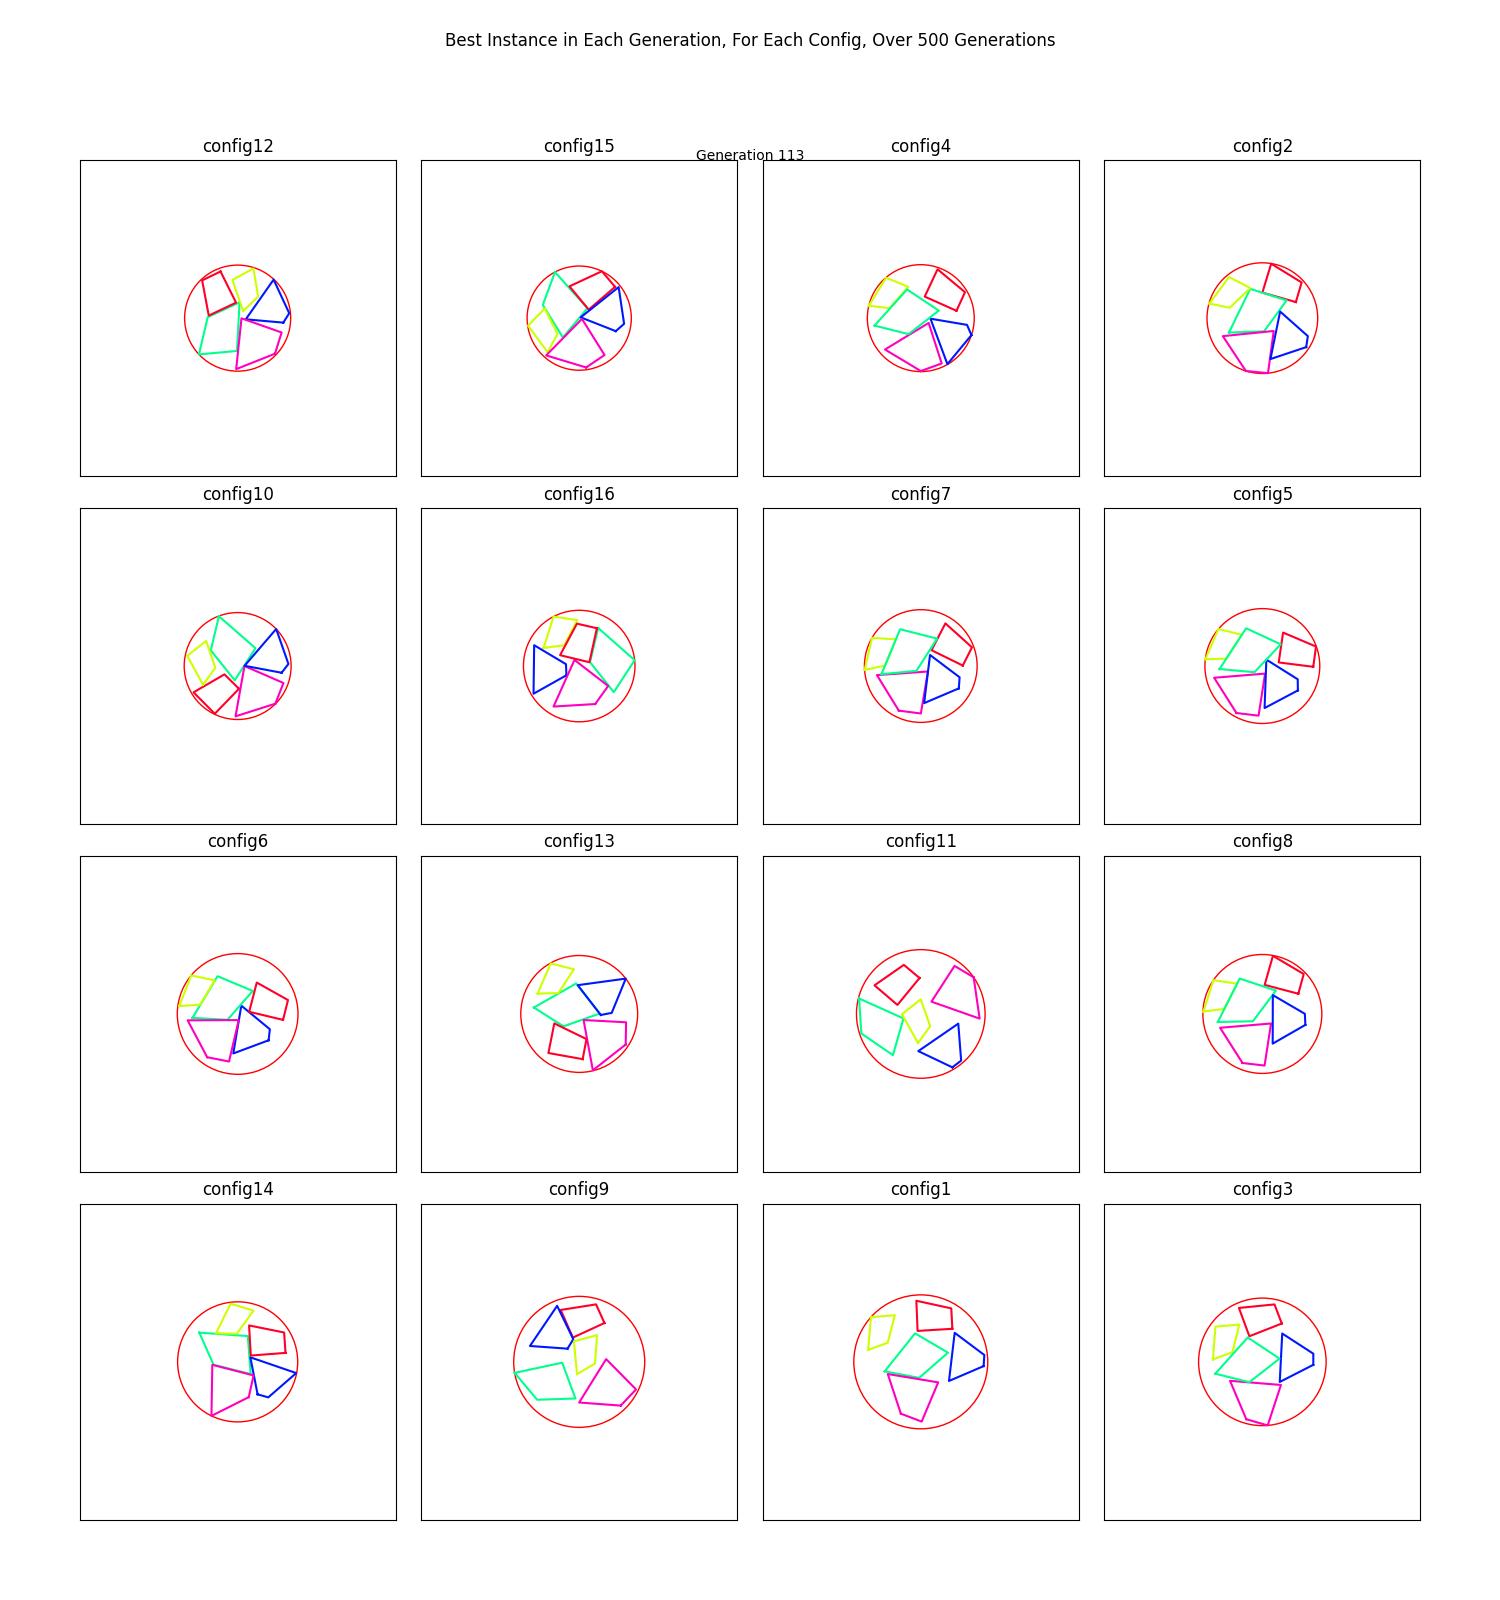 Best Instance in Each Generation, For Each Config, Over 500 Generations
config12
config15
Generation 113
config4
config2
config10
config16
config7
config5
config6
config13
config11
config8
config14
config9
config1
config3